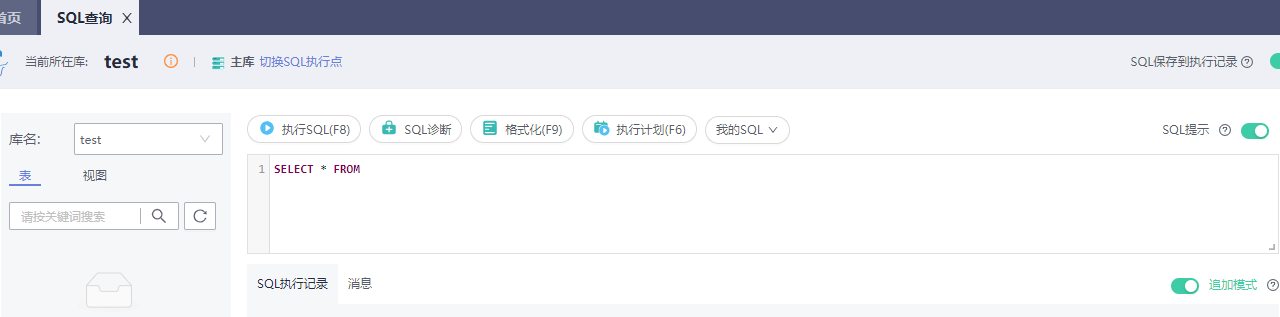 首页 SQL查询 X
当前所在库: test 主库 切换SQL执行点 SQL保存到执行记录
库名: test
执行SQL(F8) SQL诊断 格式化(F9) 执行计划(F6) 我的SQL SQL提示
表 视图
1 SELECT * FROM
请按关键词搜索
SQL执行记录 消息 追加模式